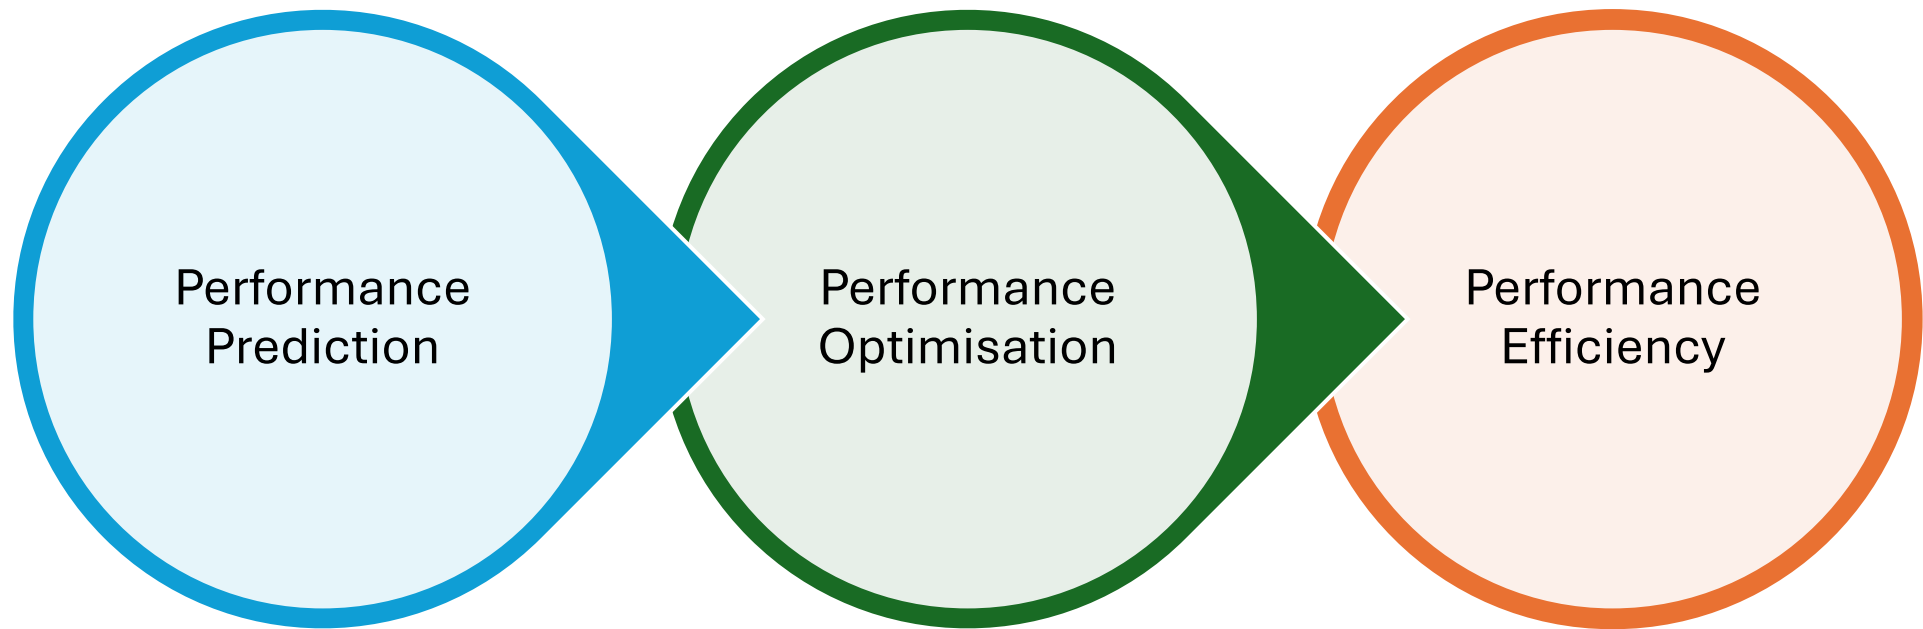 Performance
Prediction
Performance
Optimisation
Performance
Efficiency